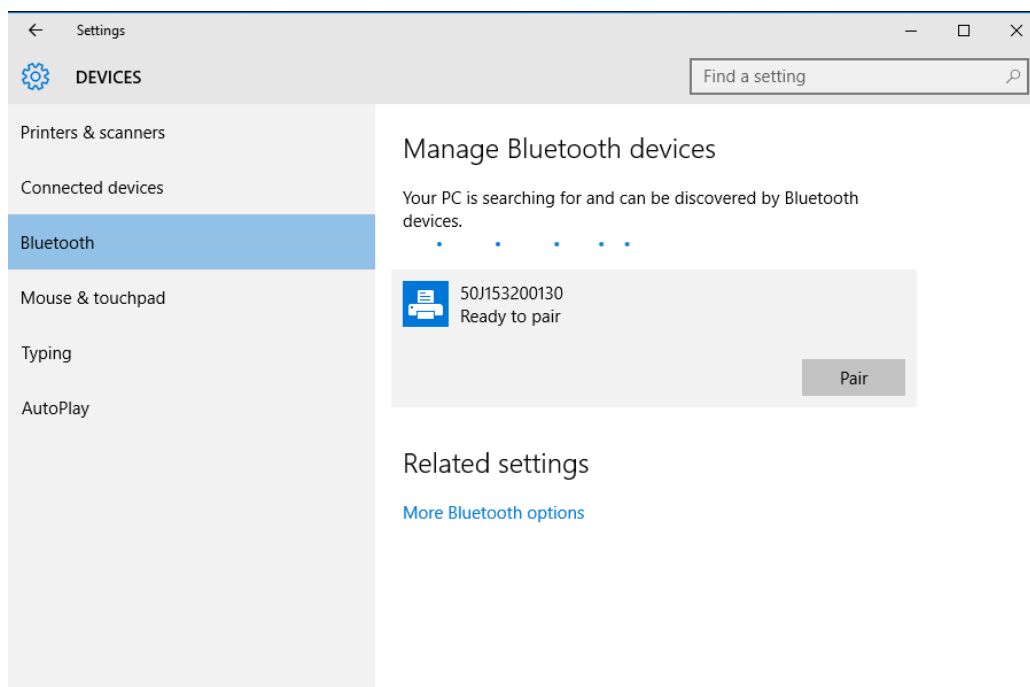 Settings
DEVICES
Find a setting
Printers & scanners
Connected devices
Bluetooth
Mouse & touchpad
Typing
AutoPlay
Manage Bluetooth devices
Your PC is searching for and can be discovered by Bluetooth
devices.
50J153200130
Ready to pair
Pair
Related settings
More Bluetooth options